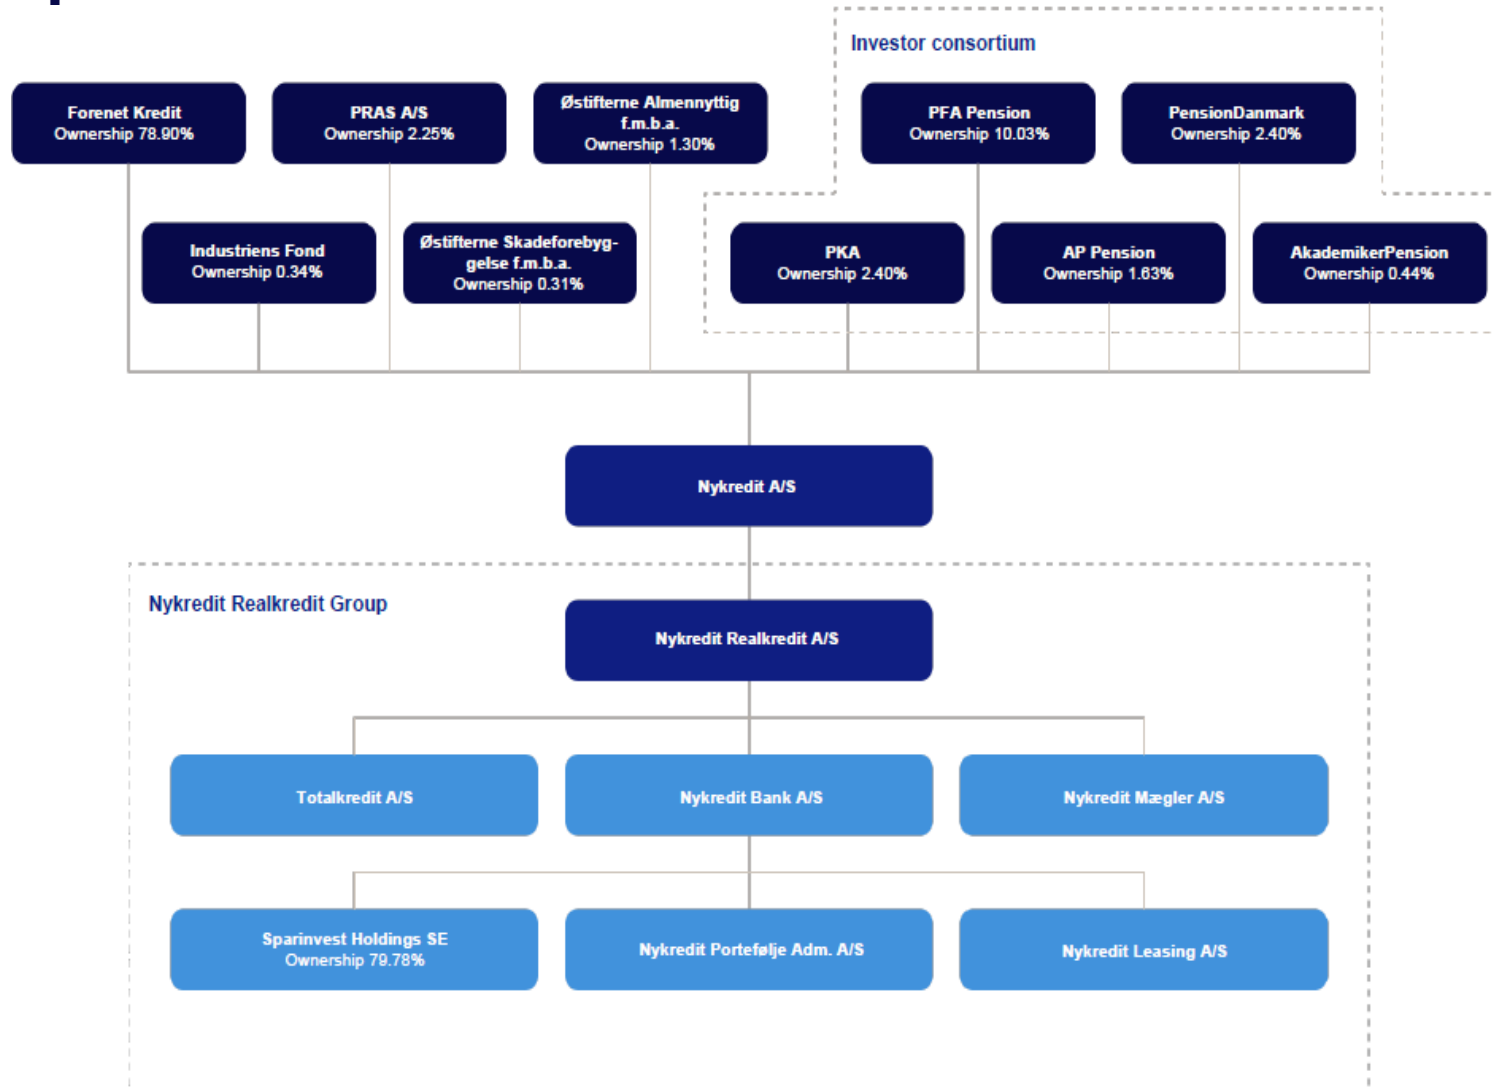 Investor consortium
Forenet Kredit
Ownership 78.90%
PRAS A/S
Ownership 2.25%
Østifterne Almennyttig
f.m.b.a.
Ownership 1.30%
PFA Pension
Ownership 10.03%
PensionDanmark
Ownership 2.40%
Industriens Fond
Ownership 0.34%
Østifterne Skadeforebyg-
gelse f.m.b.a.
Ownership 0.31%
PKA
Ownership 2.40%
AP Pension
Ownership 1.63%
AkademikerPension
Ownership 0.44%
Nykredit A/S
Nykredit Realkredit Group
Nykredit Realkredit A/S
Totalkredit A/S
Nykredit Bank A/S
Nykredit Mægler A/S
Sparinvest Holdings SE
Ownership 79.78%
Nykredit Portefølje Adm. A/S
Nykredit Leasing A/S